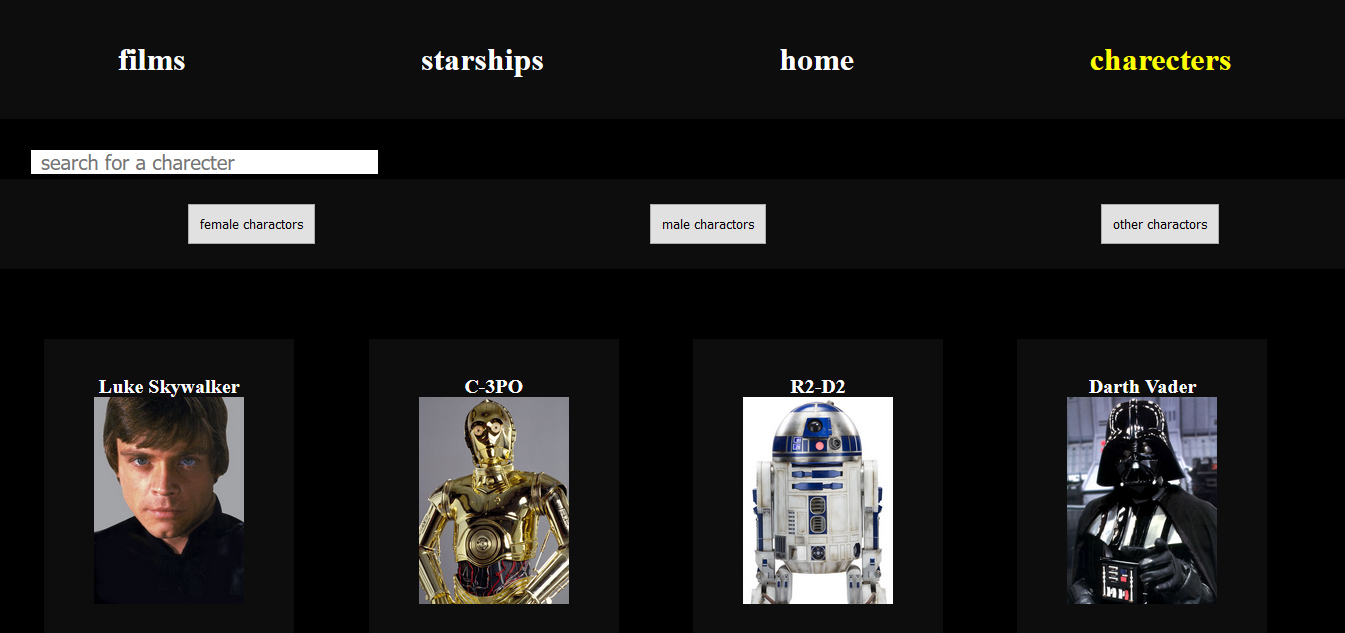 films starships home charecters
search for a charecter
female charactors male charactors other charactors
Luke Skywalker C-3PO R2-D2 Darth Vader